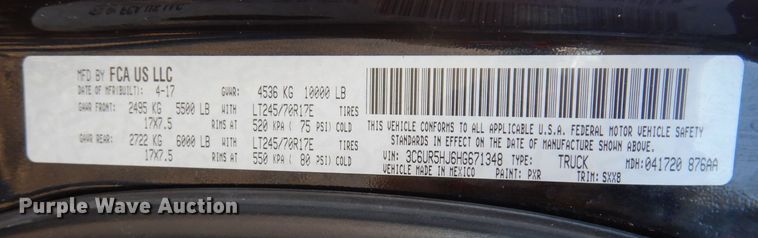 MFD BY FCA US LLC
DATE OF MFR(BUILT): 4-17 GVWR: 4536 KG 10000 LB
GAWR FRONT: 2495 KG 5500 LB WITH LT245/70R17E TIRES
17X7.5 RIMS AT 520 KPA ( 75 PSI) COLD
GAWR REAR: 2722 KG 6000 LB WITH LT245/70R17E TIRES
17X7.5 RIMS AT 550 KPA ( 80 PSI) COLD
THIS VEHICLE CONFORMS TO ALL APPLICABLE U.S.A. FEDERAL MOTOR VEHICLE SAFETY
STANDARDS IN EFFECT ON THE DATE OF MANUFACTURE SHOWN ABOVE.
VIN: 3C6UR5HJ6HG671348 TYPE: TRUCK MDH: 041720 876AA
VEHICLE MADE IN MEXICO PAINT: PXR TRIM: SXX8
Purple Wave Auction